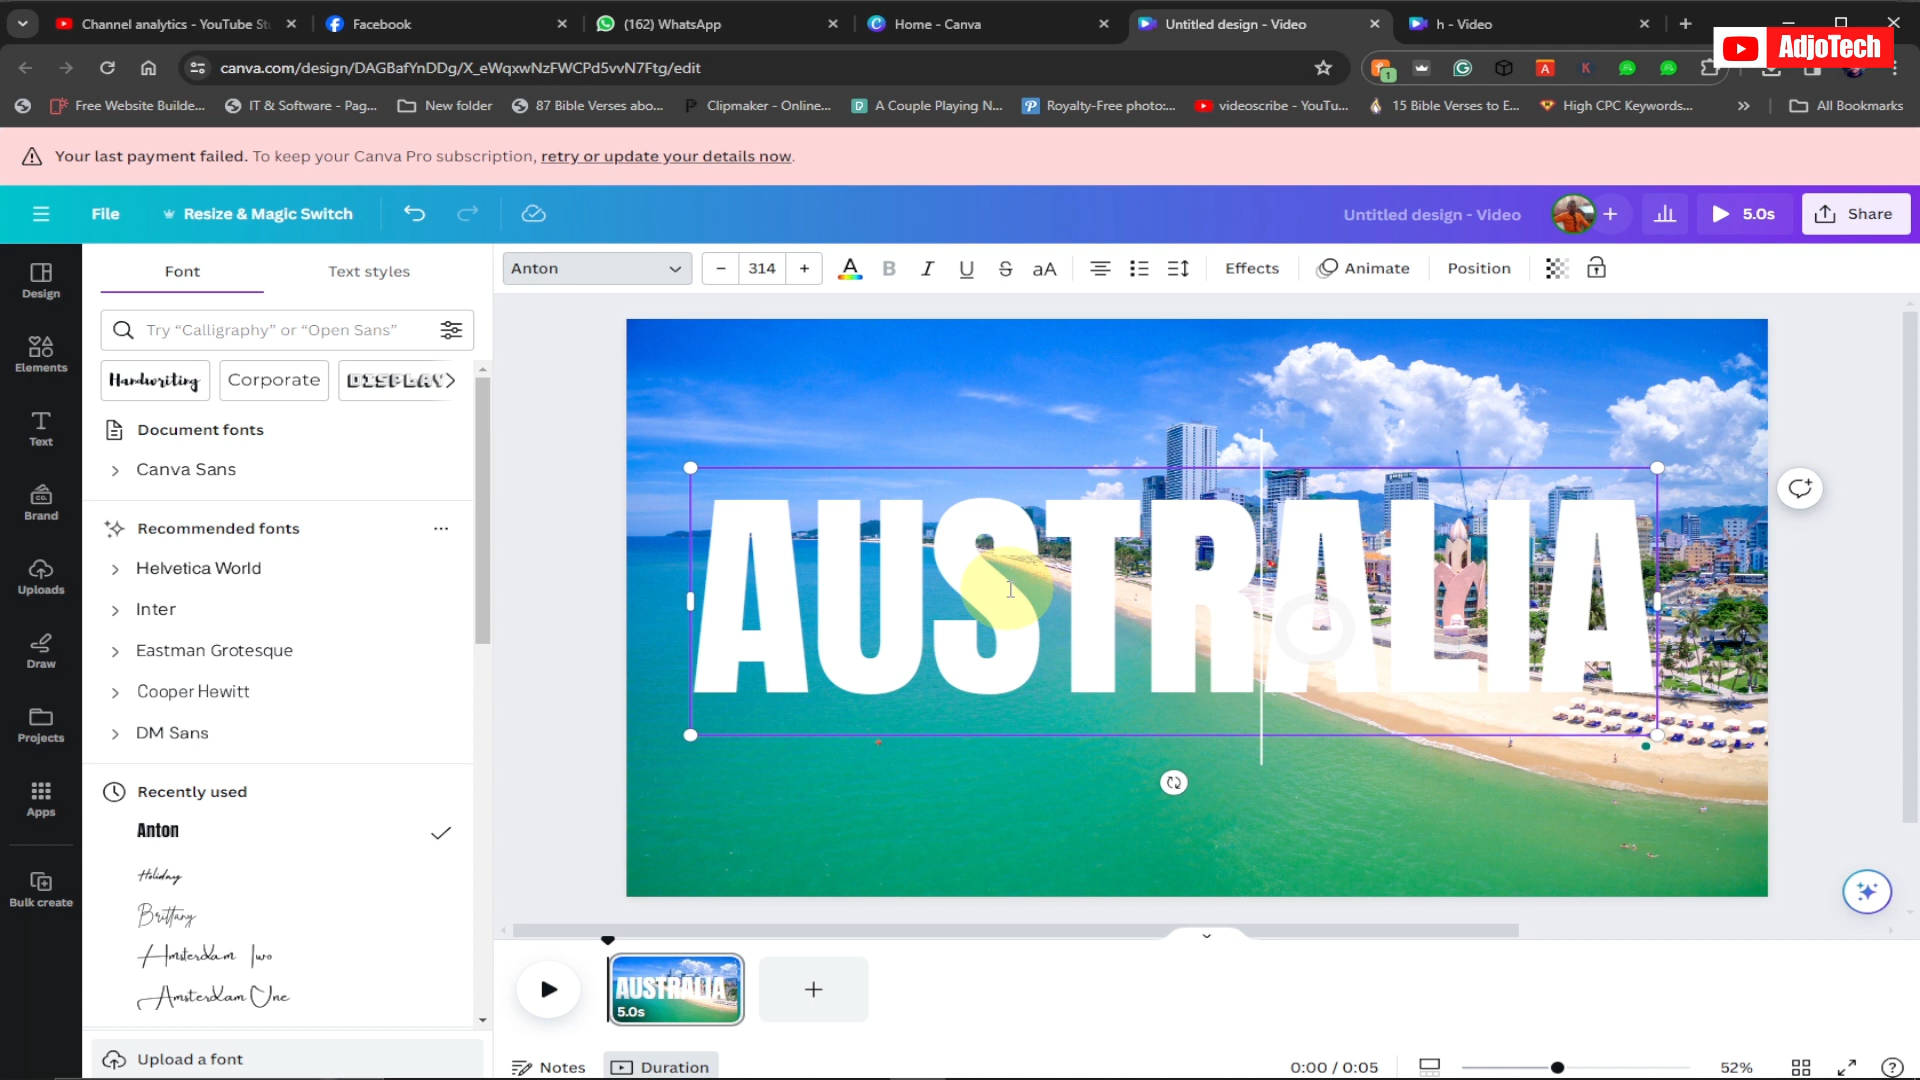 Channel analytics - YouTube St
Facebook
(162) WhatsApp
Home - Canva
Untitled design - Video
h - Video
AdjoTech
canva.com/design/DAGBafYnDDg/X_eWqxwNzFWCPd5vvN7Ftg/edit
Free Website Builde...
IT & Software - Pag...
New folder
87 Bible Verses abo...
Clipmaker - Online...
A Couple Playing N...
Royalty-Free photo:...
videoscribe - YouTu...
15 Bible Verses to E...
High CPC Keywords...
All Bookmarks
Your last payment failed. To keep your Canva Pro subscription, retry or update your details now.
File
Resize & Magic Switch
Untitled design - Video
5.0s
Share
Design
Elements
Text
Brand
Uploads
Draw
Projects
Apps
Bulk create
Font
Text styles
Try “Calligraphy” or “Open Sans”
Handwriting
Corporate
DISPLAY
Document fonts
Canva Sans
Recommended fonts
Helvetica World
Inter
Eastman Grotesque
Cooper Hewitt
DM Sans
Recently used
Anton
Holiday
Brittany
Amsterdam Two
Amsterdam One
Upload a font
Anton
314
A
B
I
U
S
aA
Effects
Animate
Position
AUSTRALIA
AUSTRALIA
5.0s
Notes
Duration
0:00 / 0:05
52%